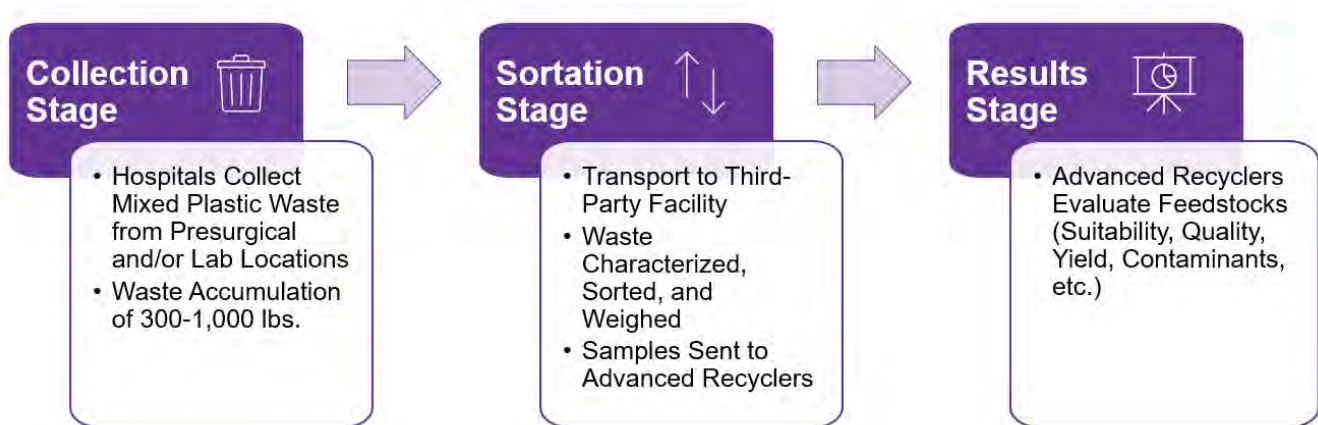 Collection
Stage
• Hospitals Collect
Mixed Plastic Waste
from Presurgical
and/or Lab Locations
• Waste Accumulation
of 300-1,000 lbs.
Sortation
Stage
• Transport to Third-
Party Facility
• Waste
Characterized,
Sorted, and
Weighed
• Samples Sent to
Advanced Recyclers
Results
Stage
• Advanced Recyclers
Evaluate Feedstocks
(Suitability, Quality,
Yield, Contaminants,
etc.)